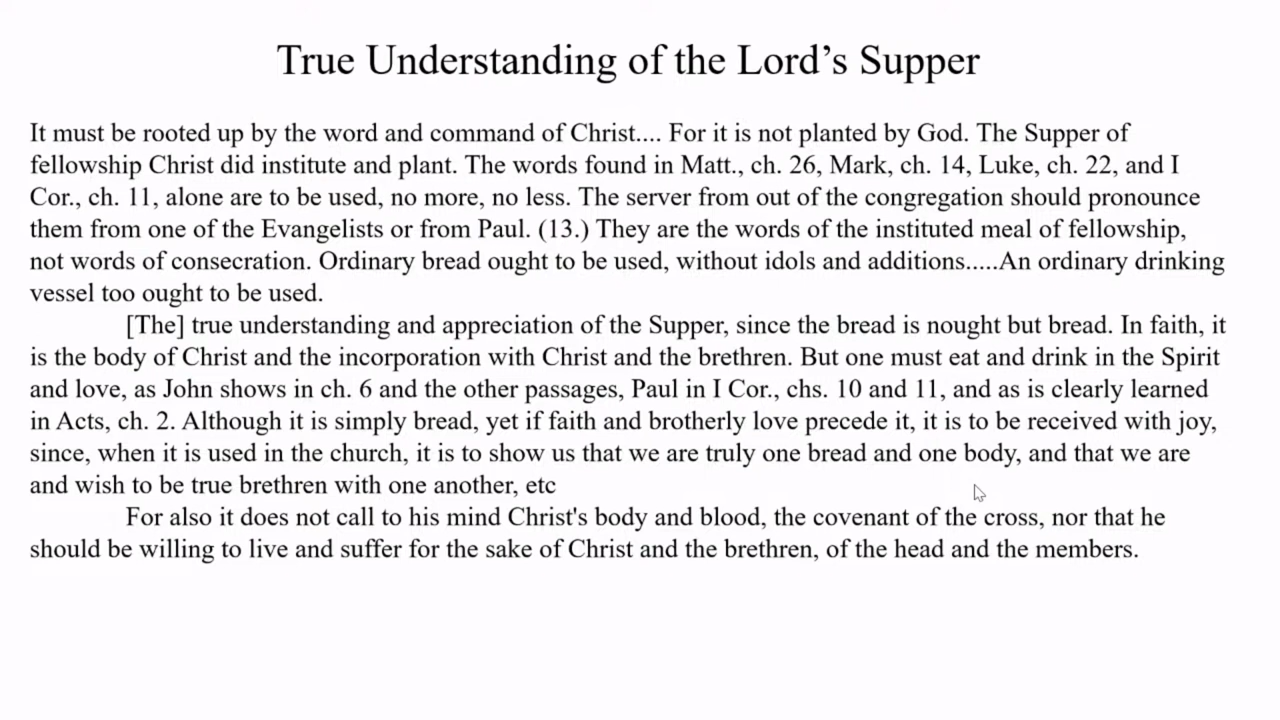 True Understanding of the Lord’s Supper
It must be rooted up by the word and command of Christ.... For it is not planted by God. The Supper of
fellowship Christ did institute and plant. The words found in Matt., ch. 26, Mark, ch. 14, Luke, ch. 22, and I
Cor., ch. 11, alone are to be used, no more, no less. The server from out of the congregation should pronounce
them from one of the Evangelists or from Paul. (13.) They are the words of the instituted meal of fellowship,
not words of consecration. Ordinary bread ought to be used, without idols and additions.....An ordinary drinking
vessel too ought to be used.
[The] true understanding and appreciation of the Supper, since the bread is nought but bread. In faith, it
is the body of Christ and the incorporation with Christ and the brethren. But one must eat and drink in the Spirit
and love, as John shows in ch. 6 and the other passages, Paul in I Cor., chs. 10 and 11, and as is clearly learned
in Acts, ch. 2. Although it is simply bread, yet if faith and brotherly love precede it, it is to be received with joy,
since, when it is used in the church, it is to show us that we are truly one bread and one body, and that we are
and wish to be true brethren with one another, etc
For also it does not call to his mind Christ's body and blood, the covenant of the cross, nor that he
should be willing to live and suffer for the sake of Christ and the brethren, of the head and the members.